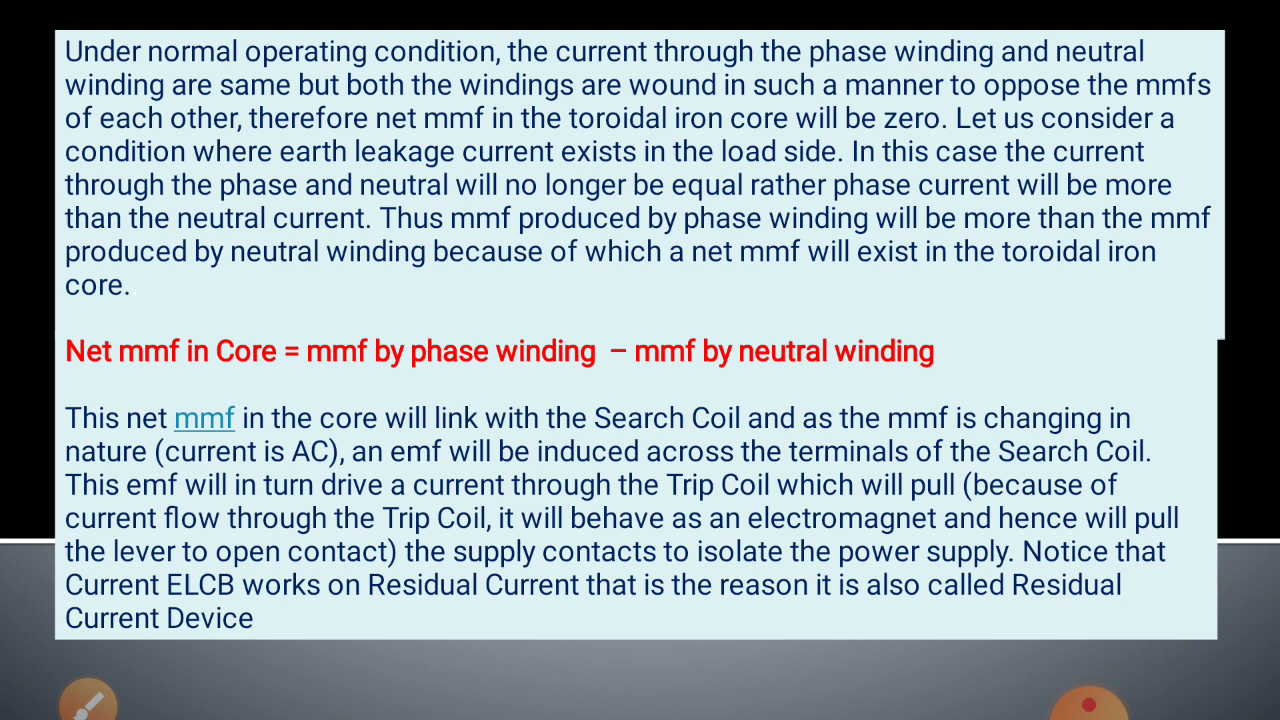 Under normal operating condition, the current through the phase winding and neutral
winding are same but both the windings are wound in such a manner to oppose the mmfs
of each other, therefore net mmf in the toroidal iron core will be zero. Let us consider a
condition where earth leakage current exists in the load side. In this case the current
through the phase and neutral will no longer be equal rather phase current will be more
than the neutral current. Thus mmf produced by phase winding will be more than the mmf
produced by neutral winding because of which a net mmf will exist in the toroidal iron
core.
Net mmf in Core = mmf by phase winding – mmf by neutral winding
This net mmf in the core will link with the Search Coil and as the mmf is changing in
nature (current is AC), an emf will be induced across the terminals of the Search Coil.
This emf will in turn drive a current through the Trip Coil which will pull (because of
current flow through the Trip Coil, it will behave as an electromagnet and hence will pull
the lever to open contact) the supply contacts to isolate the power supply. Notice that
Current ELCB works on Residual Current that is the reason it is also called Residual
Current Device